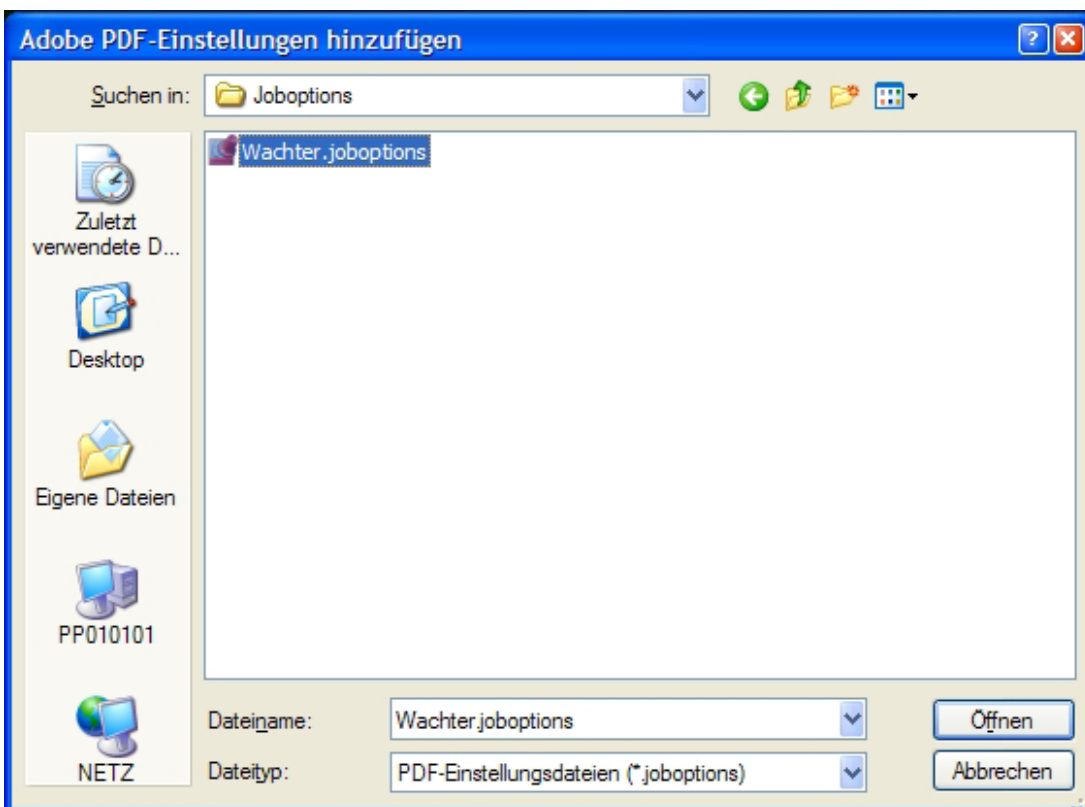 Adobe PDF-Einstellungen hinzufügen
Suchen in:
Joboptions
Wachter.joboptions
Zuletzt
verwendete D...
Desktop
Eigene Dateien
PP010101
NETZ
Dateiname:
Wachter.joboptions
Öffnen
Dateityp:
PDF-Einstellungsdateien (*.joboptions)
Abbrechen